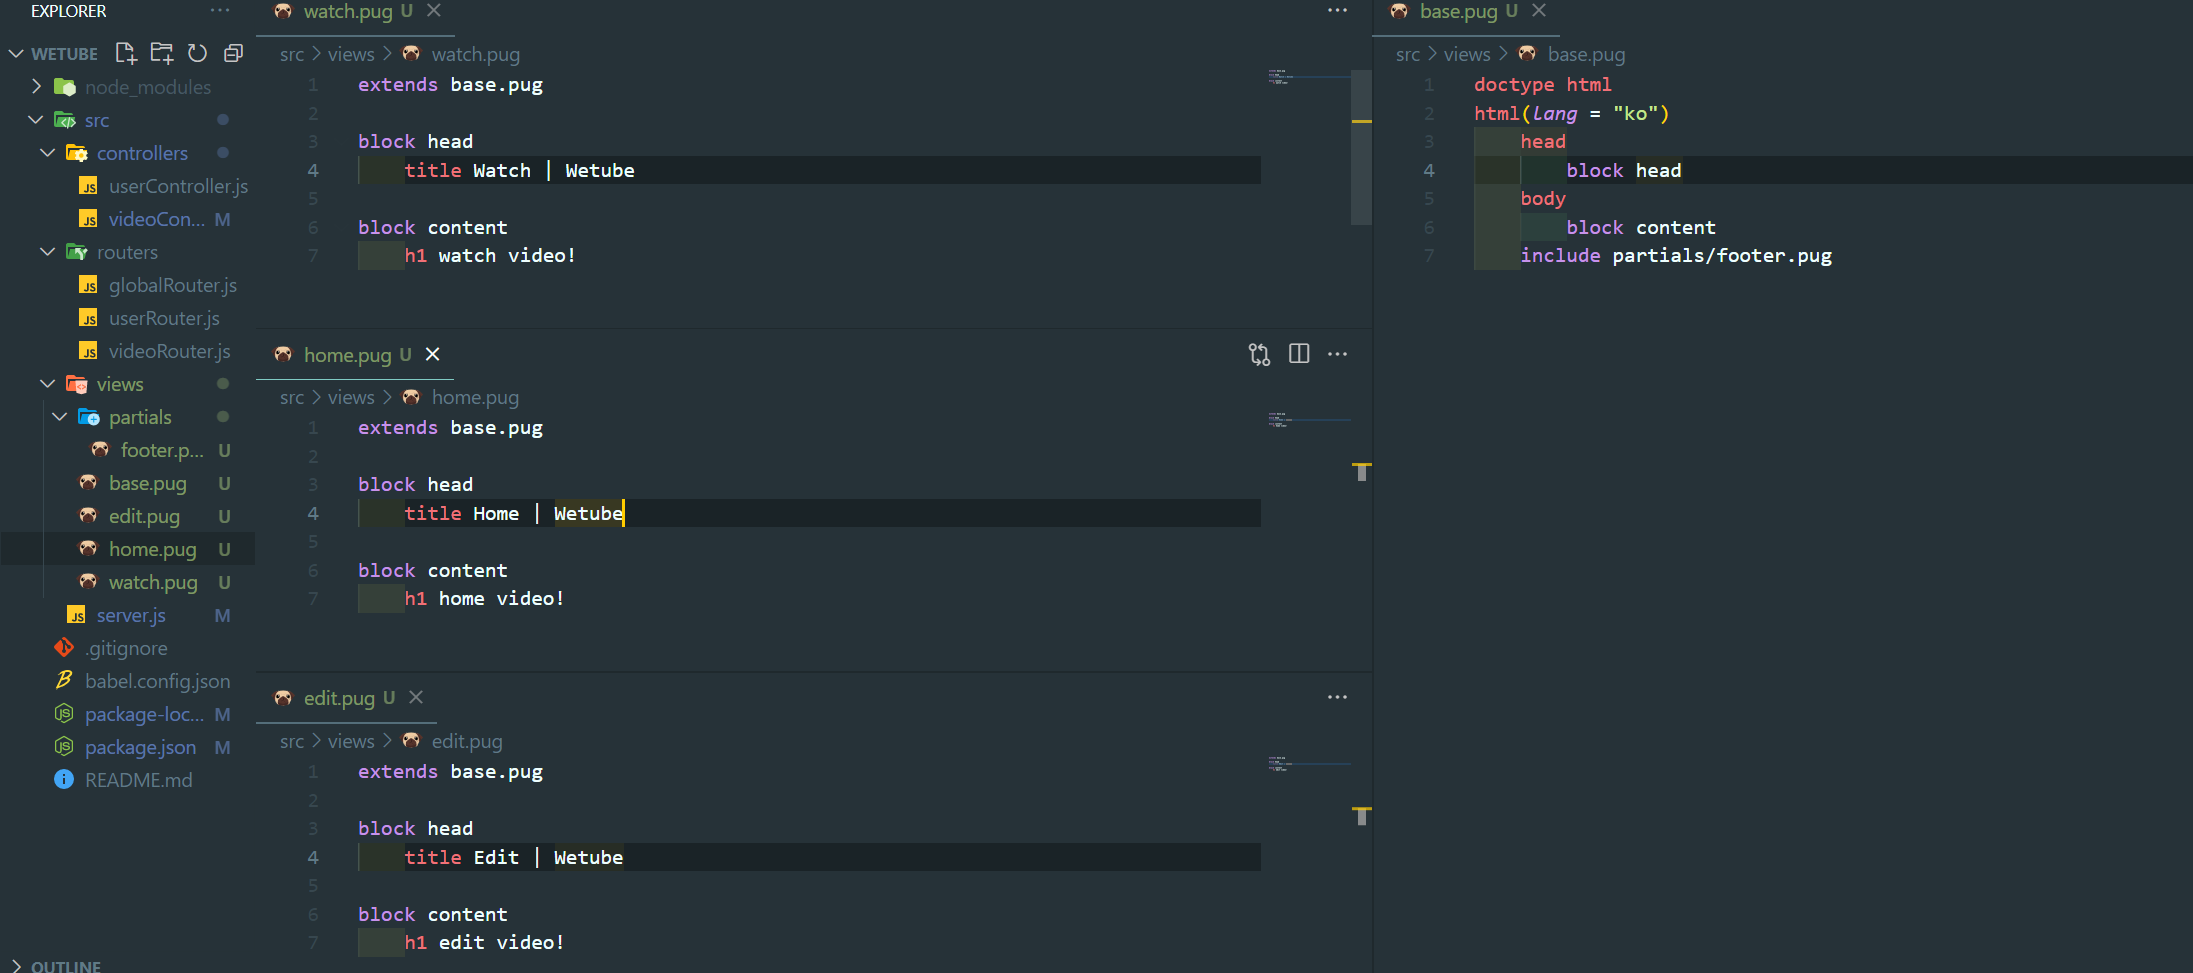 EXPLORER
WETUBE
node_modules
src
controllers
userController.js
videoCon... M
routers
globalRouter.js
userRouter.js
videoRouter.js
views
partials
footer.p... U
base.pug U
edit.pug U
home.pug U
watch.pug U
server.js M
.gitignore
babel.config.json
package-loc... M
package.json M
README.md
OUTLINE
watch.pug U
src > views > watch.pug
1 extends base.pug
2
3 block head
4 title Watch | Wetube
5
6 block content
7 h1 watch video!
home.pug U
src > views > home.pug
1 extends base.pug
2
3 block head
4 title Home | Wetube
5
6 block content
7 h1 home video!
edit.pug U
src > views > edit.pug
1 extends base.pug
2
3 block head
4 title Edit | Wetube
5
6 block content
7 h1 edit video!
base.pug U
src > views > base.pug
1 doctype html
2 html(lang = "ko")
3 head
4 block head
5 body
6 block content
7 include partials/footer.pug